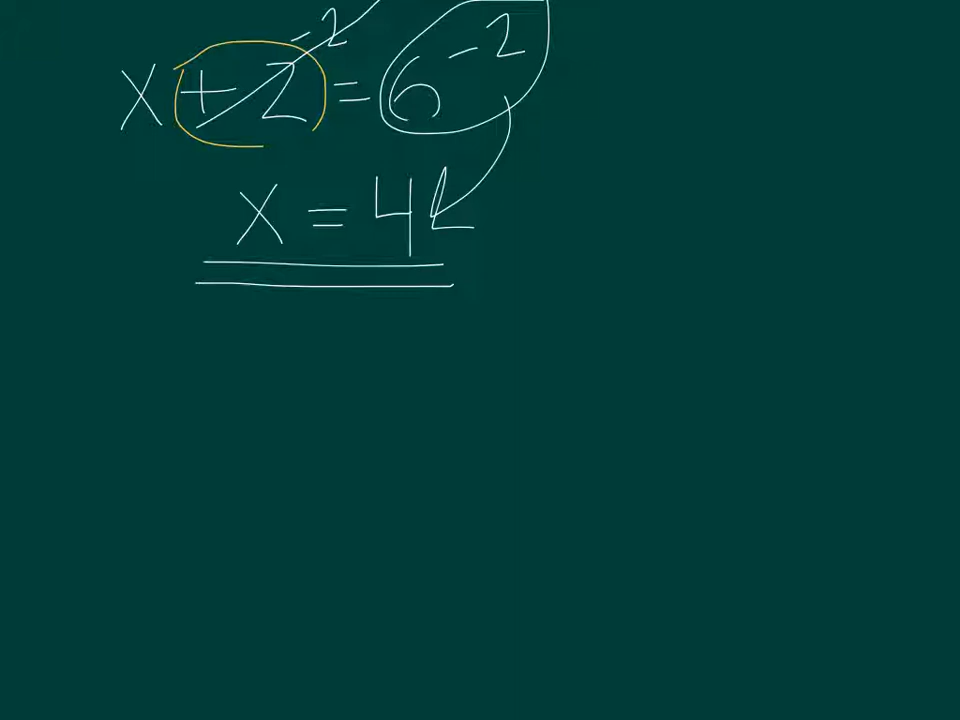 x + 2 - 2 = 6 - 2
x = 4